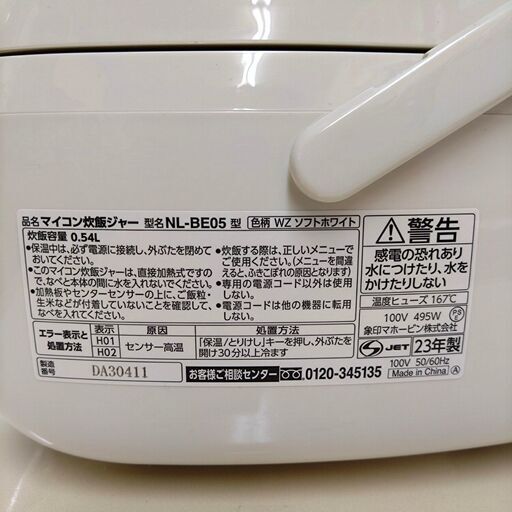 品名 マイコン炊飯ジャー 型名 NL-BE05 型 色柄 WZ ソフトホワイト
炊飯容量 0.54L
●保温中は、必ず電源に接続し、外ぶたを閉めておいてください。
●このマイコン炊飯ジャーは、直接加熱式ですので、なべと本体の間に水を入れないでください。
●加熱板やセンターセンサーの上に、ご飯粒・生米などが付着していないことを確認して、なべを入れてください。
●炊飯する際は、正しいメニューでご使用ください。(メニューを間違えると、ふきこぼれの原因となります)
●専用の電源コード以外は使用しないでください。
●電源コードは他の機器に転用しないでください。
エラー表示と処置方法
表示 原因 処置方法
H01 H02 センサー高温 「保温/とりけし」キーを押し、外ぶたを開け30分以上冷ます
製造番号 DA30411
お客様ご相談センター 0120-345135
警告
感電の恐れあり
水につけたり、水を
かけたりしない
温度ヒューズ 167℃
100V 495W
PSE
象印マホービン株式会社
S JET 23年製
100V 50/60Hz
Made in China Ⓐ